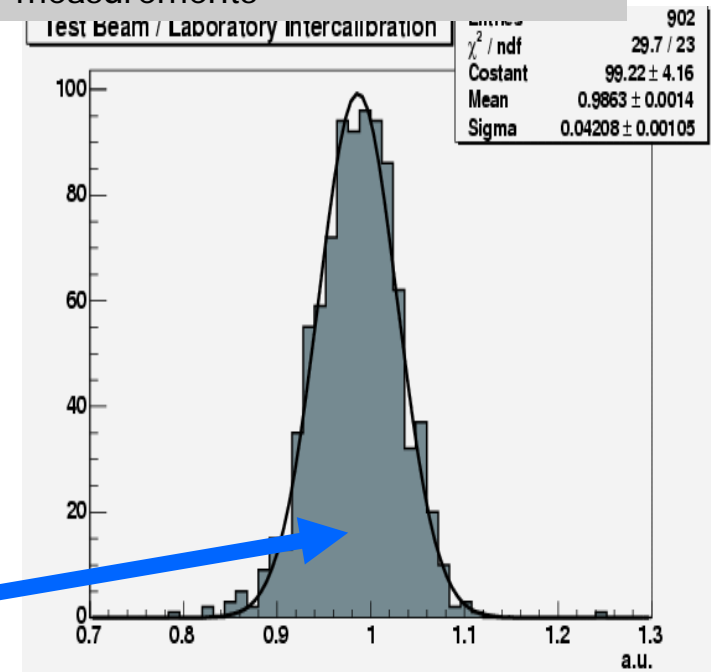 measurements
Test Beam / Laboratory Intercalibration
Entries 902
χ² / ndf 29.7 / 23
Costant 99.22 ± 4.16
Mean 0.9863 ± 0.0014
Sigma 0.04208 ± 0.00105
100
80
60
40
20
0
0.7 0.8 0.9 1 1.1 1.2 1.3
a.u.